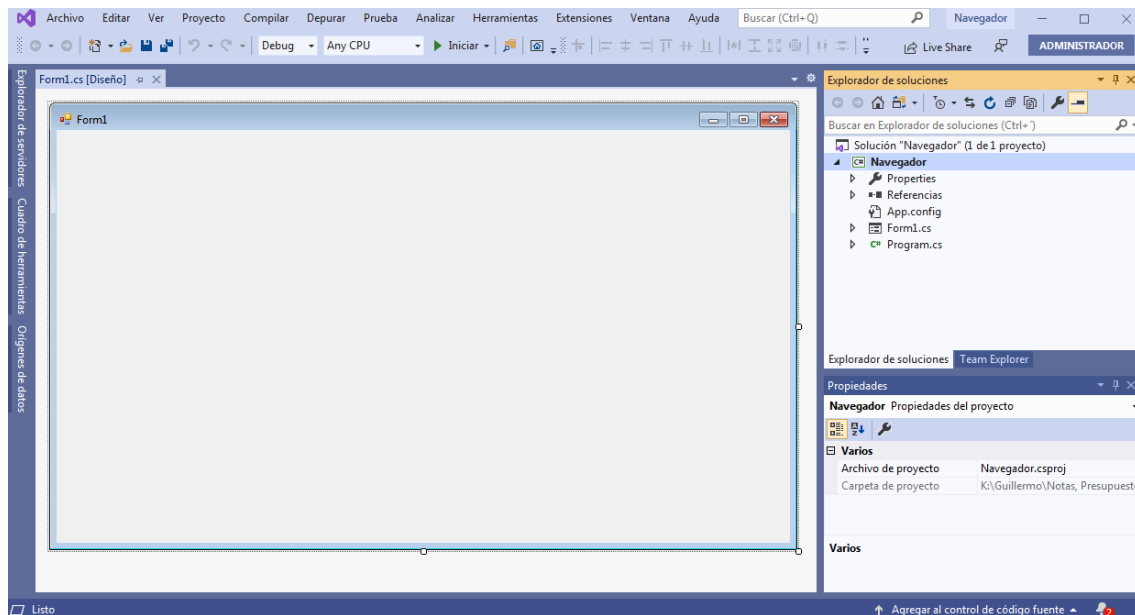 Archivo Editar Ver Proyecto Compilar Depurar Prueba Analizar Herramientas Extensiones Ventana Ayuda Buscar (Ctrl+Q) Navegador
Debug Any CPU Iniciar Live Share ADMINISTRADOR
Explorador de servidores
Cuadro de herramientas
Orígenes de datos
Form1.cs [Diseño]
Form1
Explorador de soluciones
Buscar en Explorador de soluciones (Ctrl+´)
Solución "Navegador" (1 de 1 proyecto)
C# Navegador
Properties
Referencias
App.config
Form1.cs
C# Program.cs
Explorador de soluciones Team Explorer
Propiedades
Navegador Propiedades del proyecto
Varios
Archivo de proyecto Navegador.csproj
Carpeta de proyecto K:\Guillermo\Notas, Presupuest
Varios
Listo Agregar al control de código fuente 2